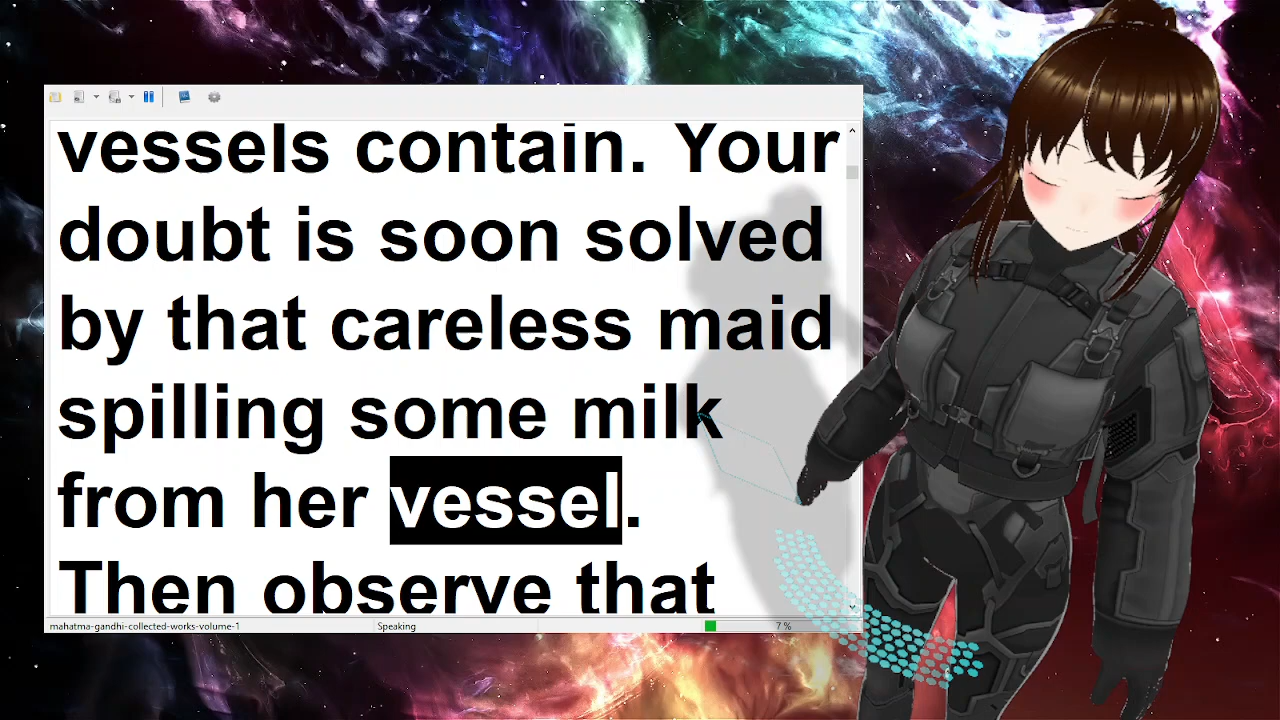 vessels contain. Your
doubt is soon solved
by that careless maid
spilling some milk
from her vessel.
Then observe that
mahatma-gandhi-collected-works-volume-1
Speaking
7 %